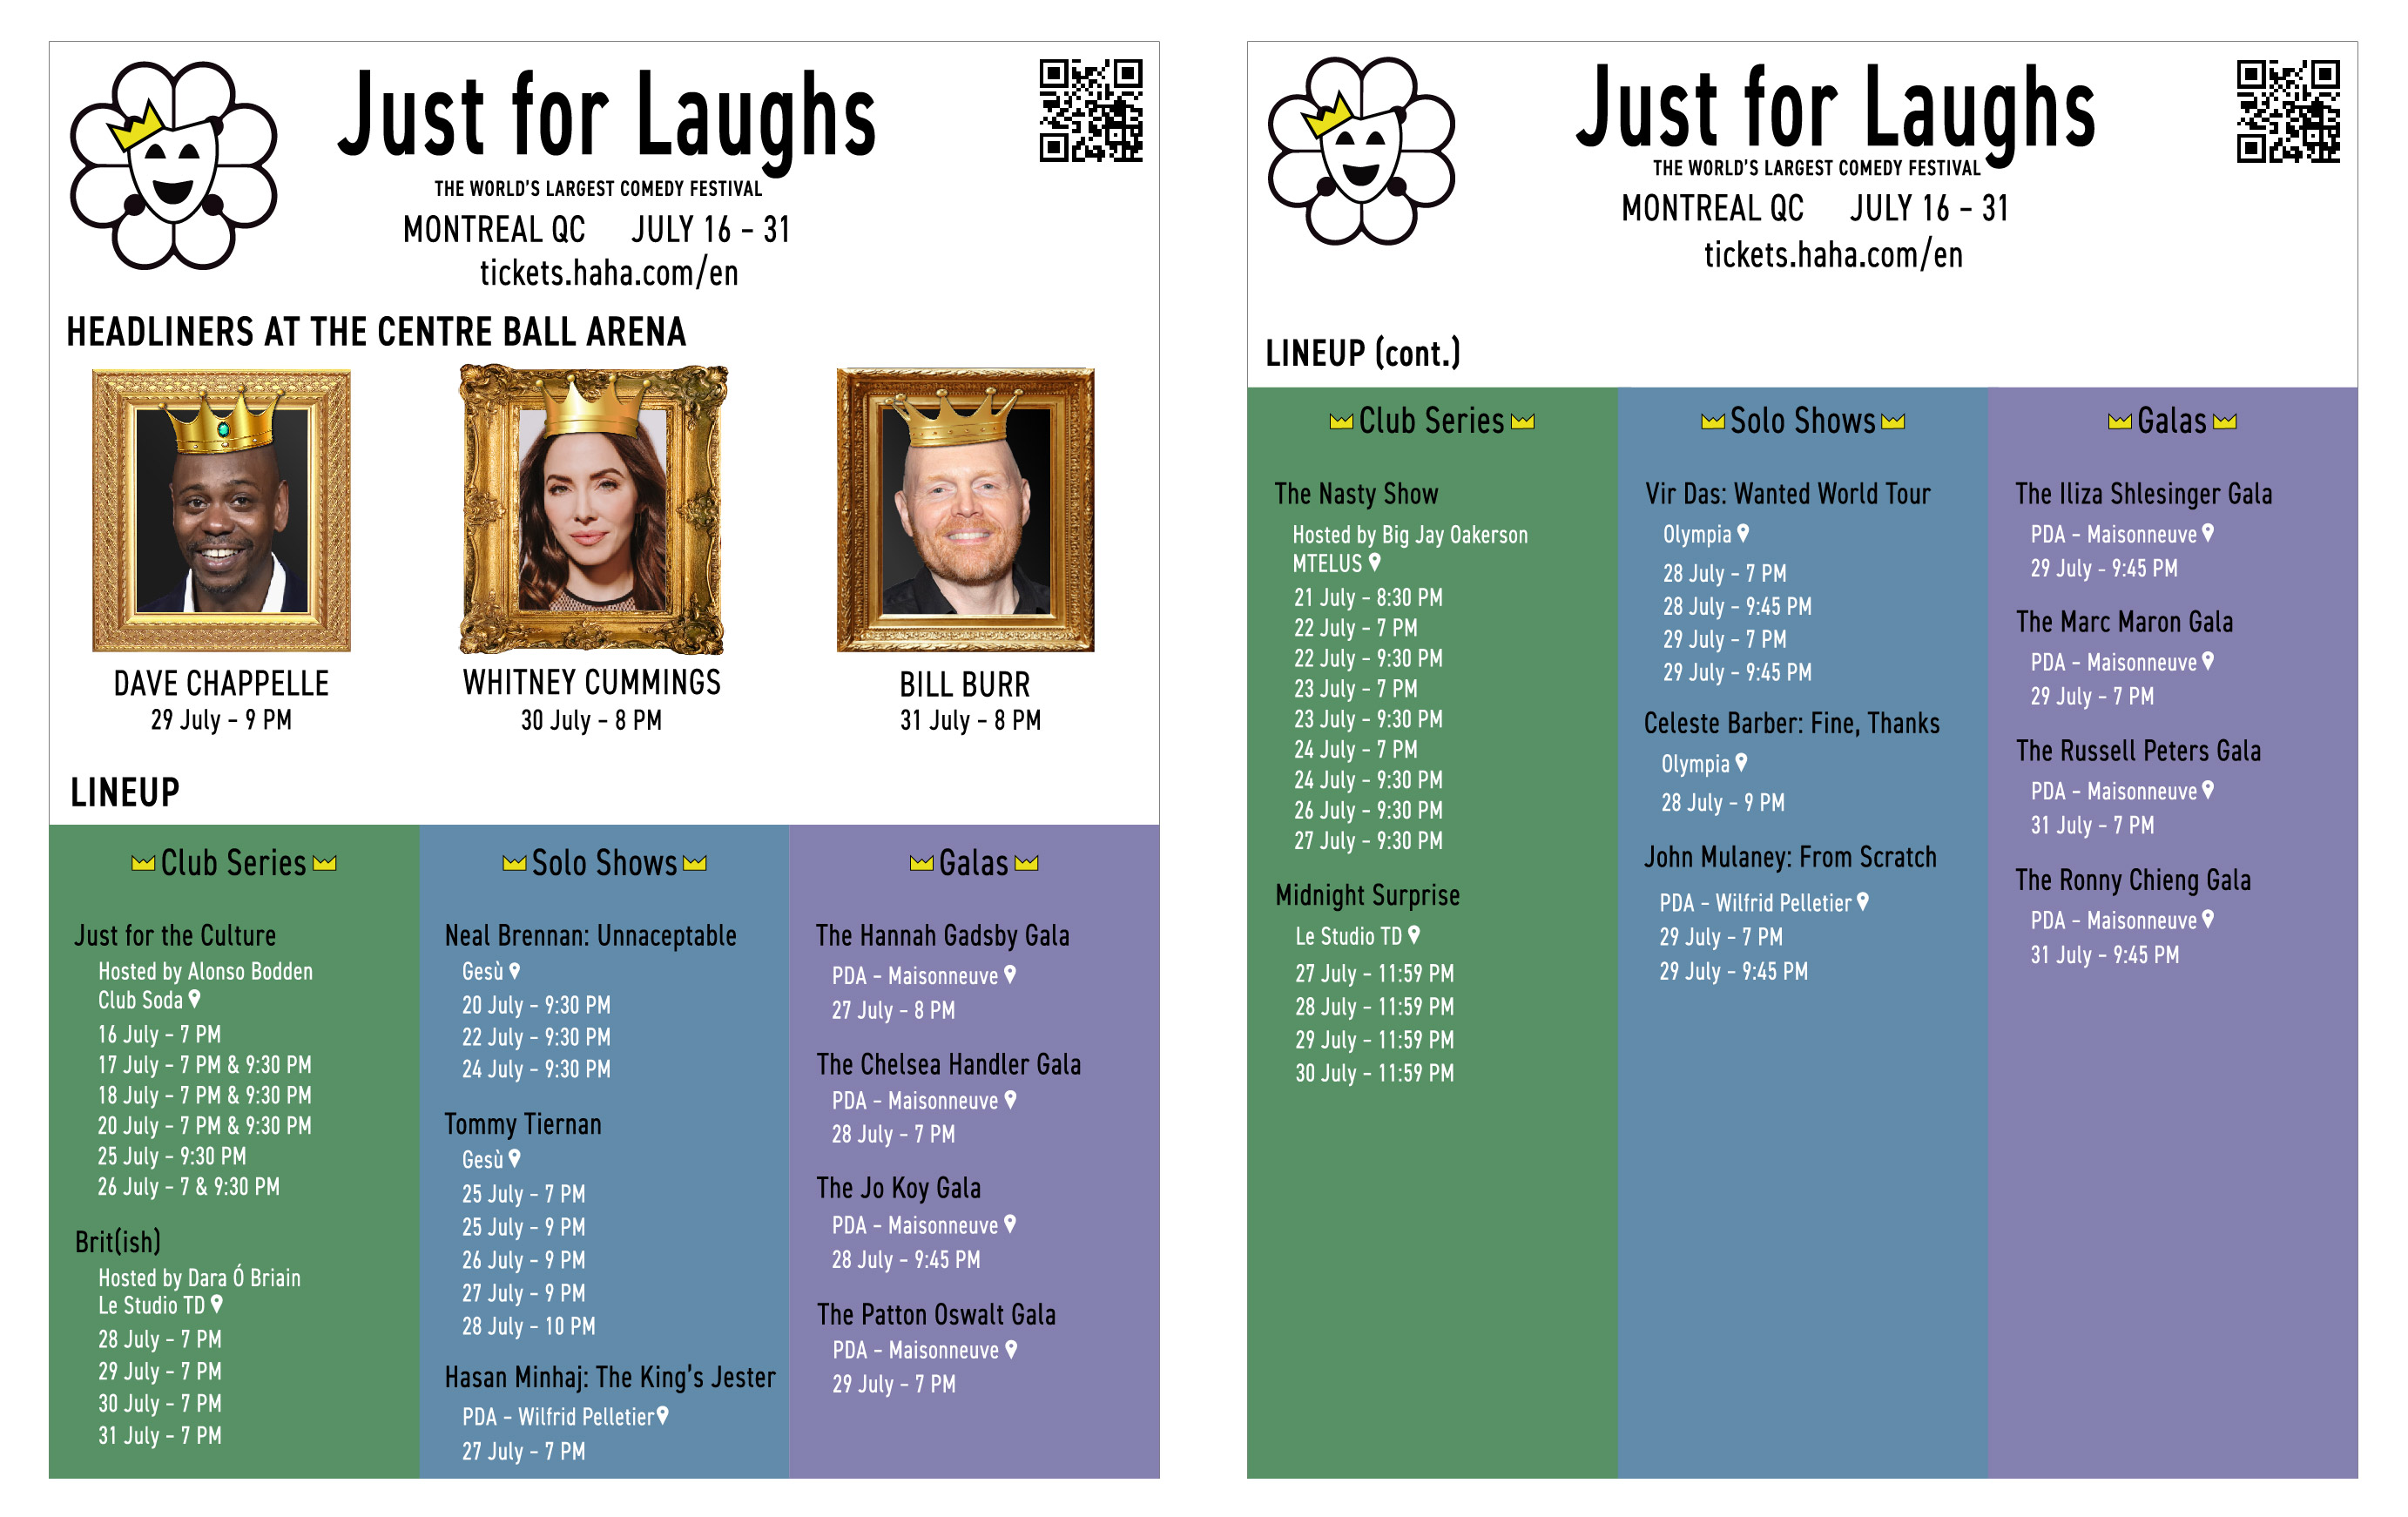 Just for Laughs
THE WORLD'S LARGEST COMEDY FESTIVAL
MONTREAL QC JULY 16 - 31
tickets.haha.com/en
HEADLINERS AT THE CENTRE BALL ARENA
DAVE CHAPPELLE
29 July - 9 PM
WHITNEY CUMMINGS
30 July - 8 PM
BILL BURR
31 July - 8 PM
LINEUP
Club Series
Just for the Culture
Hosted by Alonso Bodden
Club Soda
16 July - 7 PM
17 July - 7 PM & 9:30 PM
18 July - 7 PM & 9:30 PM
20 July - 7 PM & 9:30 PM
25 July - 9:30 PM
26 July - 7 & 9:30 PM
Brit(ish)
Hosted by Dara Ó Briain
Le Studio TD
28 July - 7 PM
29 July - 7 PM
30 July - 7 PM
31 July - 7 PM
Solo Shows
Neal Brennan: Unnaceptable
Gesù
20 July - 9:30 PM
22 July - 9:30 PM
24 July - 9:30 PM
Tommy Tiernan
Gesù
25 July - 7 PM
25 July - 9 PM
26 July - 9 PM
27 July - 9 PM
28 July - 10 PM
Hasan Minhaj: The King's Jester
PDA - Wilfrid Pelletier
27 July - 7 PM
Galas
The Hannah Gadsby Gala
PDA - Maisonneuve
27 July - 8 PM
The Chelsea Handler Gala
PDA - Maisonneuve
28 July - 7 PM
The Jo Koy Gala
PDA - Maisonneuve
28 July - 9:45 PM
The Patton Oswalt Gala
PDA - Maisonneuve
29 July - 7 PM
Just for Laughs
THE WORLD'S LARGEST COMEDY FESTIVAL
MONTREAL QC JULY 16 - 31
tickets.haha.com/en
LINEUP (cont.)
Club Series
The Nasty Show
Hosted by Big Jay Oakerson
MTELUS
21 July - 8:30 PM
22 July - 7 PM
22 July - 9:30 PM
23 July - 7 PM
23 July - 9:30 PM
24 July - 7 PM
24 July - 9:30 PM
26 July - 9:30 PM
27 July - 9:30 PM
Midnight Surprise
Le Studio TD
27 July - 11:59 PM
28 July - 11:59 PM
29 July - 11:59 PM
30 July - 11:59 PM
Solo Shows
Vir Das: Wanted World Tour
Olympia
28 July - 7 PM
28 July - 9:45 PM
29 July - 7 PM
29 July - 9:45 PM
Celeste Barber: Fine, Thanks
Olympia
28 July - 9 PM
John Mulaney: From Scratch
PDA - Wilfrid Pelletier
29 July - 7 PM
29 July - 9:45 PM
Galas
The Iliza Shlesinger Gala
PDA - Maisonneuve
29 July - 9:45 PM
The Marc Maron Gala
PDA - Maisonneuve
29 July - 7 PM
The Russell Peters Gala
PDA - Maisonneuve
31 July - 7 PM
The Ronny Chieng Gala
PDA - Maisonneuve
31 July - 9:45 PM